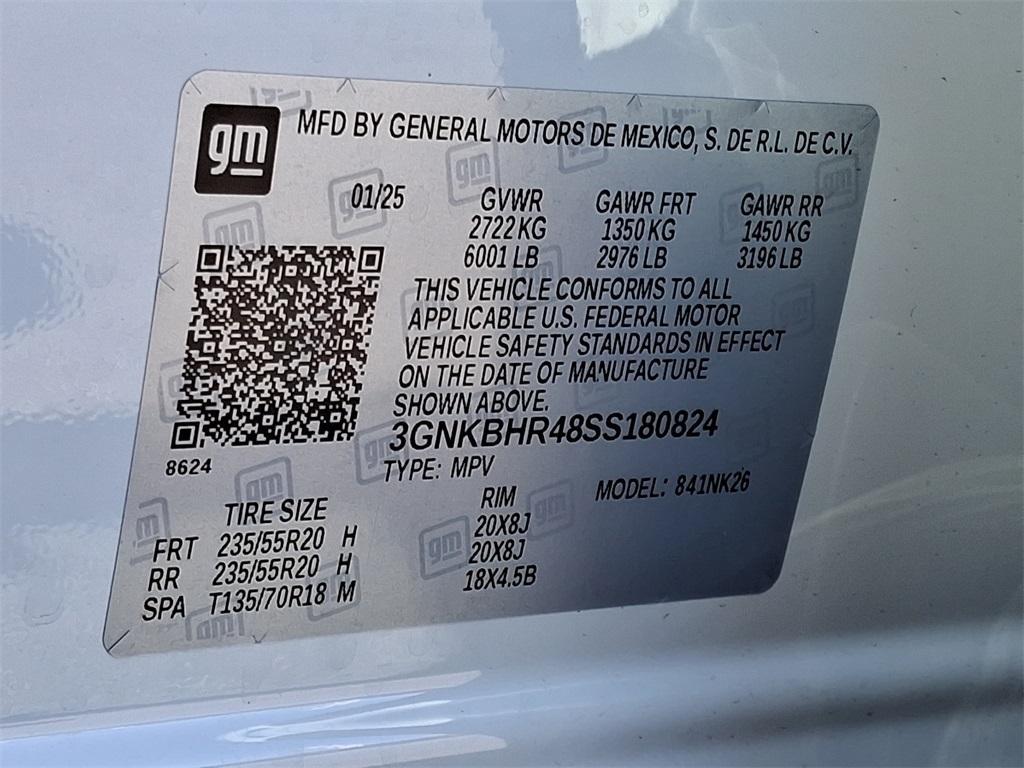 gm MFD BY GENERAL MOTORS DE MEXICO, S. DE R.L. DE C.V.
01/25 GVWR GAWR FRT GAWR RR
2722 KG 1350 KG 1450 KG
6001 LB 2976 LB 3196 LB
THIS VEHICLE CONFORMS TO ALL
APPLICABLE U.S. FEDERAL MOTOR
VEHICLE SAFETY STANDARDS IN EFFECT
ON THE DATE OF MANUFACTURE
SHOWN ABOVE.
3GNKBHR48SS180824
8624
TYPE: MPV
MODEL: 841NK26
TIRE SIZE RIM
FRT 235/55R20 H 20X8J
RR 235/55R20 H 20X8J
SPA T135/70R18 M 18X4.5B